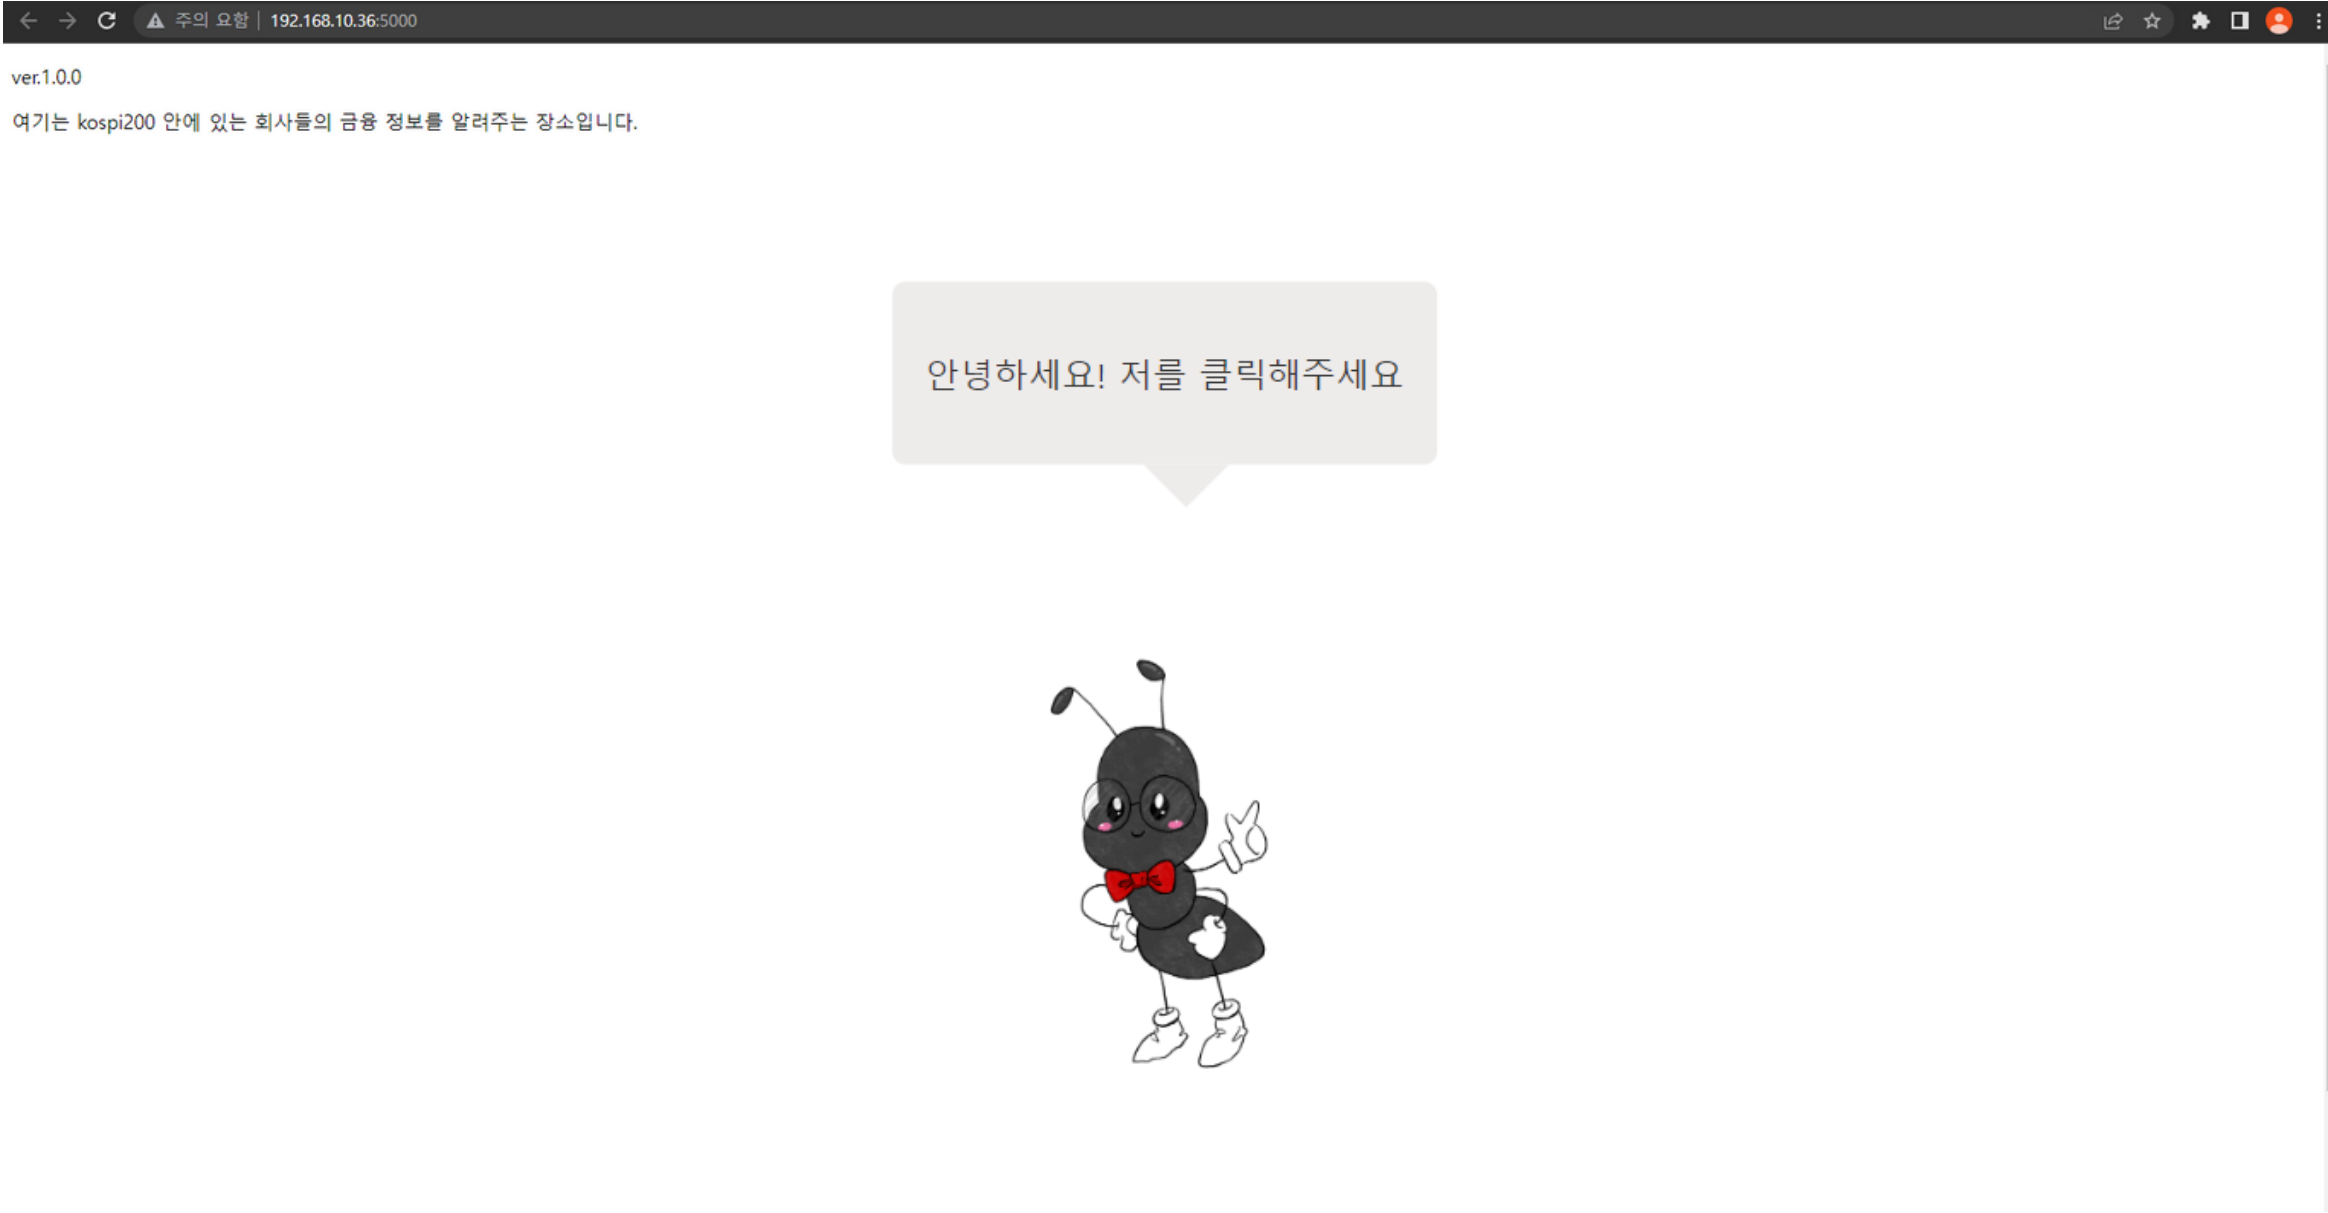 주의 요함 | 192.168.10.36:5000
ver.1.0.0
여기는 kospi200 안에 있는 회사들의 금융 정보를 알려주는 장소입니다.
안녕하세요! 저를 클릭해주세요